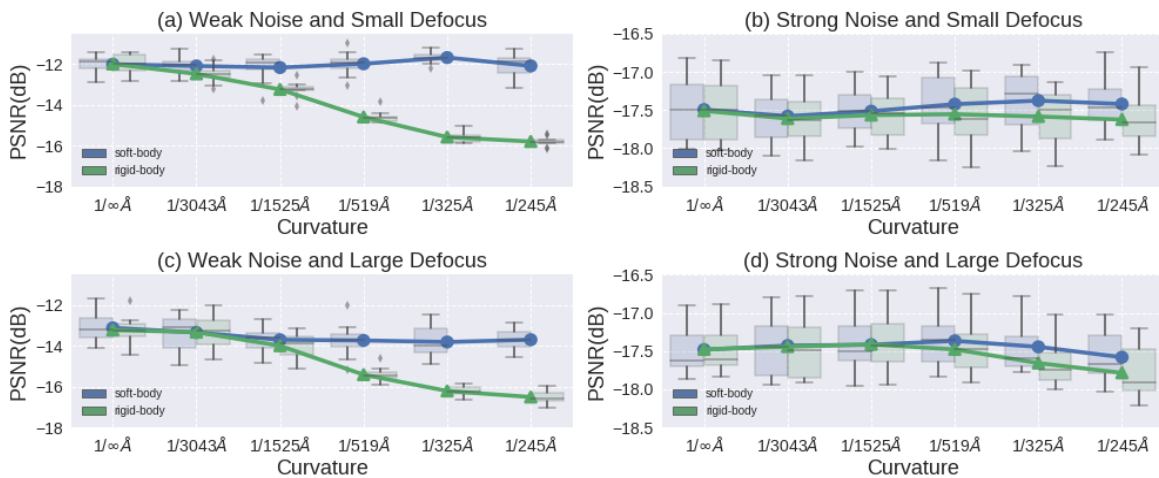 (a) Weak Noise and Small Defocus
PSNR(dB)
−12
−14
−16
−18
soft-body
rigid-body
1/∞Å 1/3043Å 1/1525Å 1/519Å 1/325Å 1/245Å
Curvature
(b) Strong Noise and Small Defocus
PSNR(dB)
−16.5
−17.0
−17.5
−18.0
−18.5
soft-body
rigid-body
1/∞Å 1/3043Å 1/1525Å 1/519Å 1/325Å 1/245Å
Curvature
(c) Weak Noise and Large Defocus
PSNR(dB)
−12
−14
−16
−18
soft-body
rigid-body
1/∞Å 1/3043Å 1/1525Å 1/519Å 1/325Å 1/245Å
Curvature
(d) Strong Noise and Large Defocus
PSNR(dB)
−16.5
−17.0
−17.5
−18.0
−18.5
soft-body
rigid-body
1/∞Å 1/3043Å 1/1525Å 1/519Å 1/325Å 1/245Å
Curvature